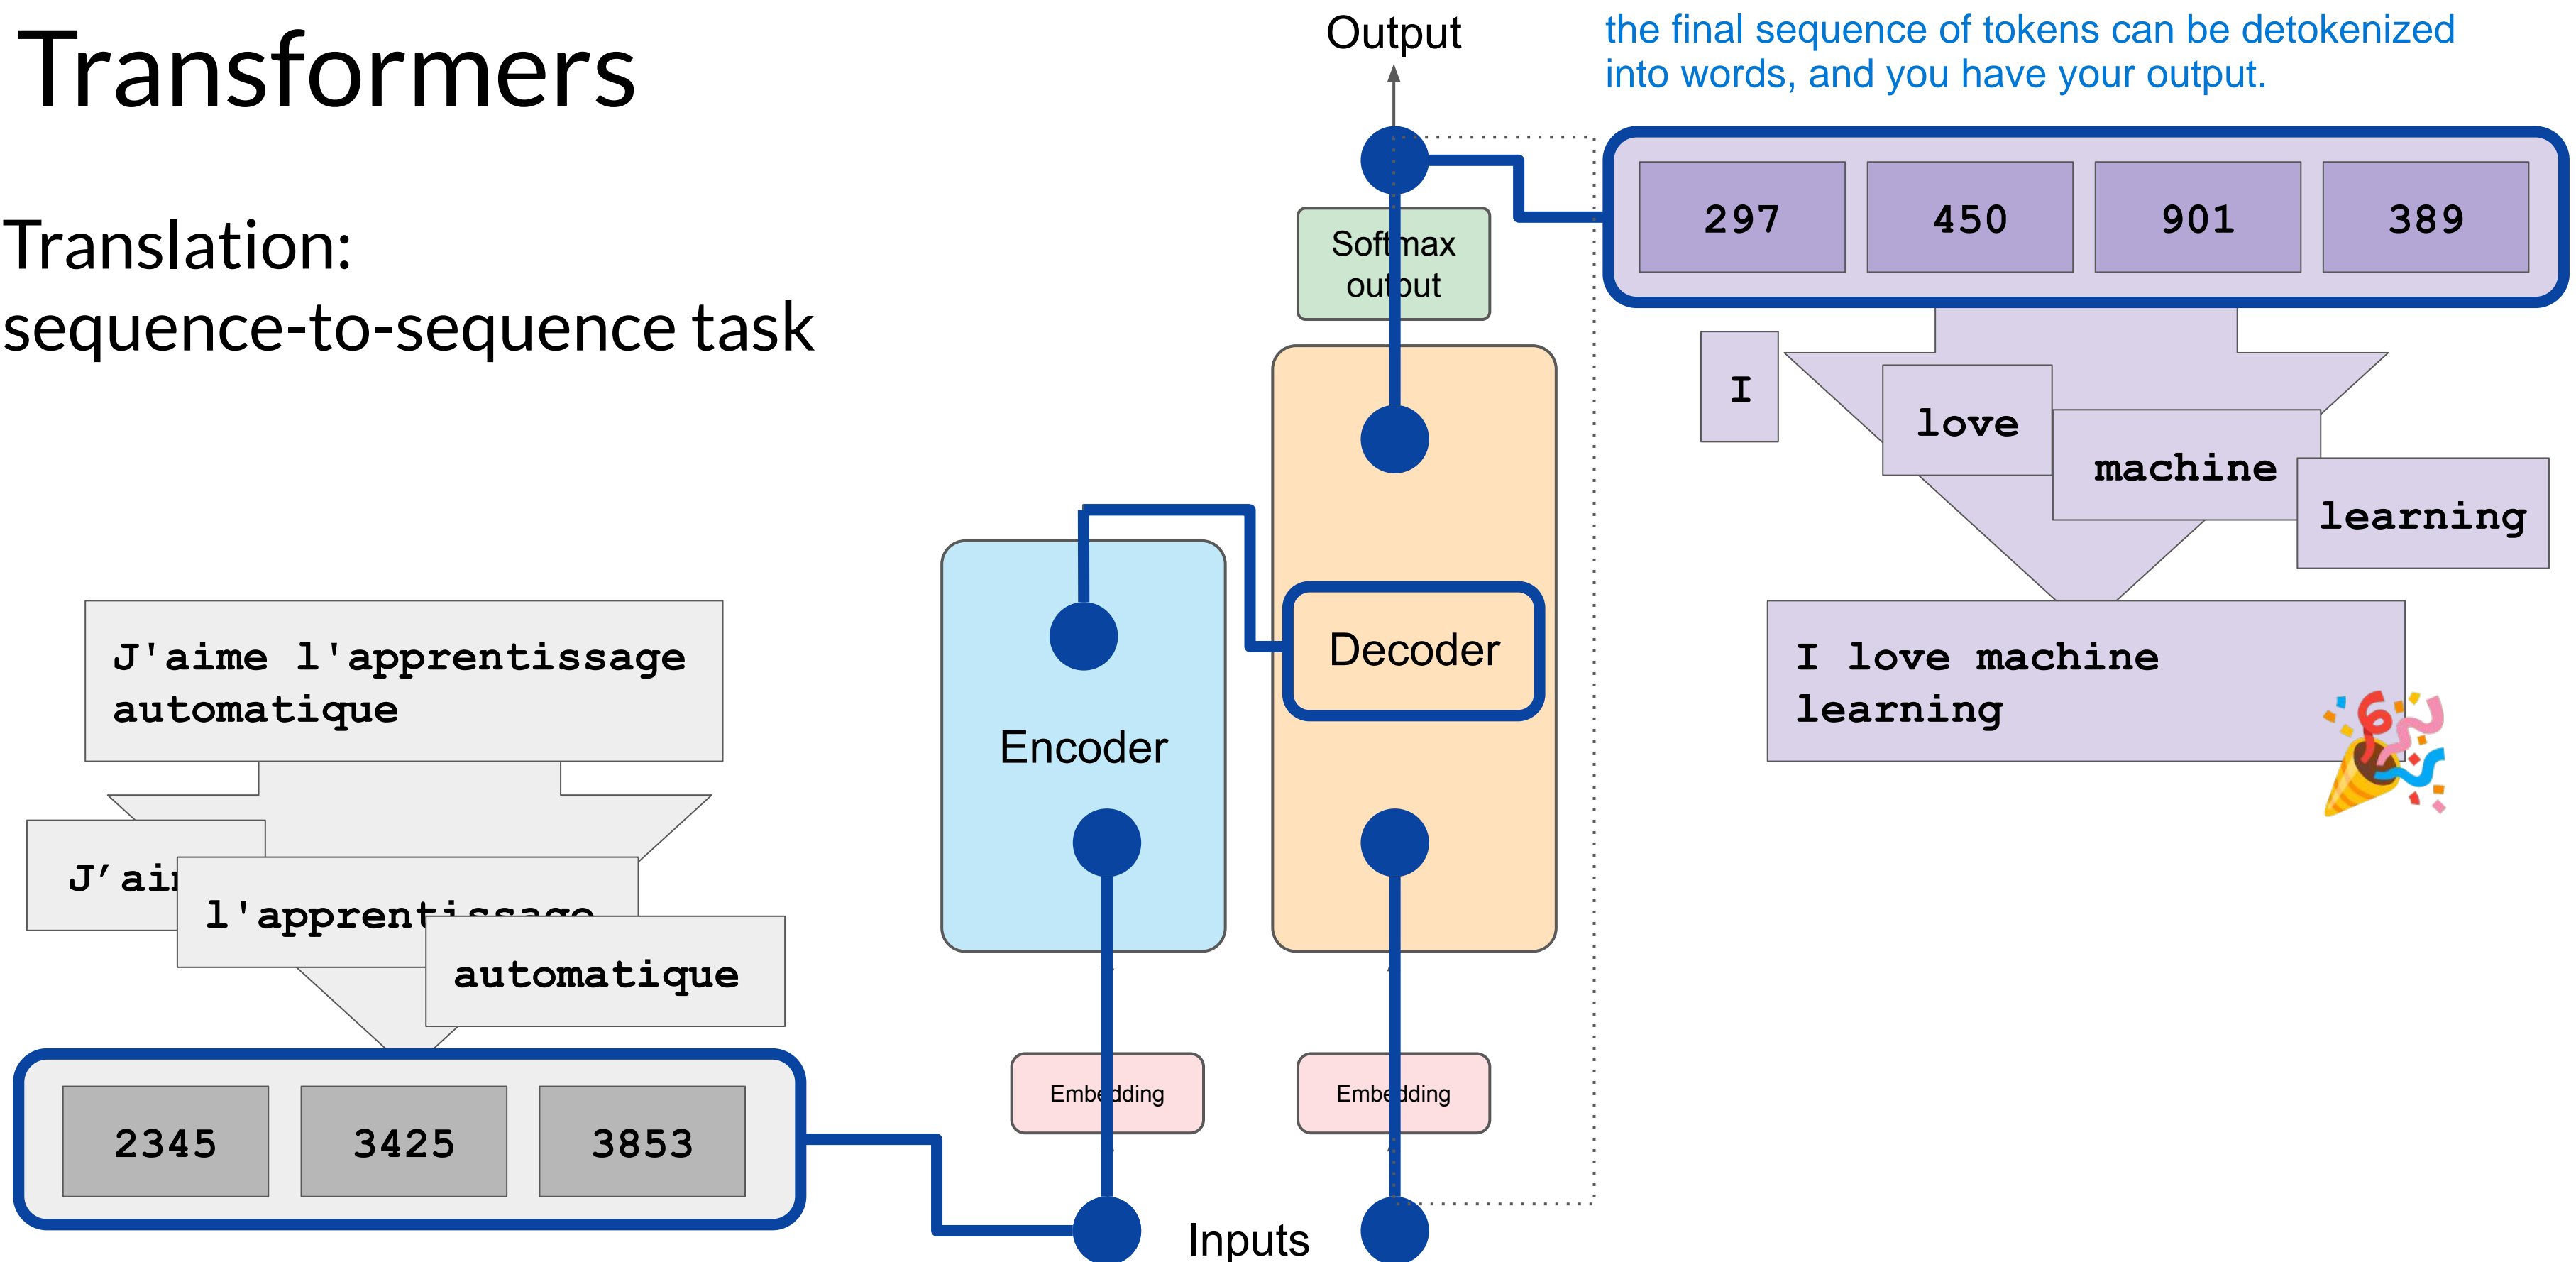 Transformers
Translation:
sequence-to-sequence task
Output
the final sequence of tokens can be detokenized
into words, and you have your output.
297 450 901 389
Softmax
output
I
love
machine
learning
I love machine
learning
Decoder
Encoder
J'aime l'apprentissage
automatique
J’ai
l'apprentissage
automatique
Embedding Embedding
2345 3425 3853
Inputs